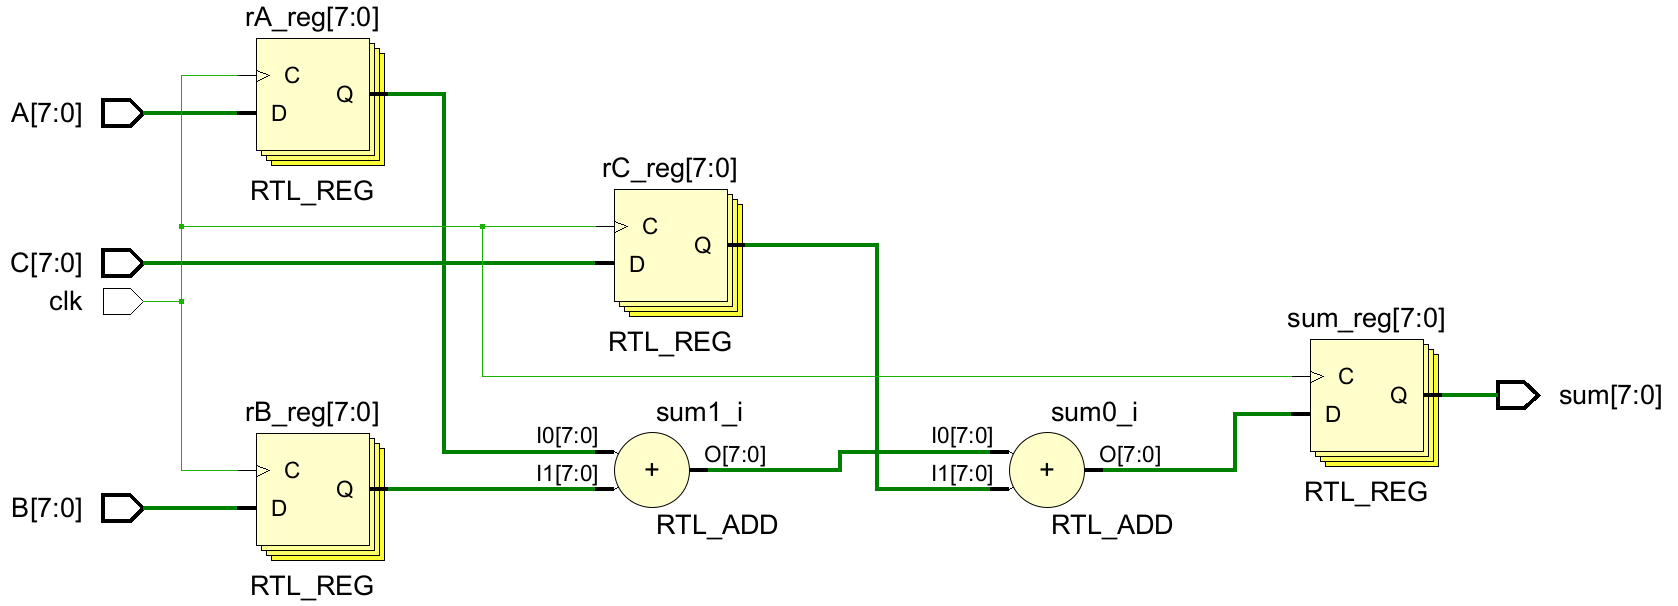 rA_reg[7:0]
C
Q
A[7:0]
D
RTL_REG
rC_reg[7:0]
C
Q
C[7:0]
D
clk
RTL_REG
sum_reg[7:0]
C
Q
sum[7:0]
D
RTL_REG
rB_reg[7:0]
C
Q
B[7:0]
D
RTL_REG
sum1_i
I0[7:0]
O[7:0]
I1[7:0]
+
RTL_ADD
sum0_i
I0[7:0]
O[7:0]
I1[7:0]
+
RTL_ADD